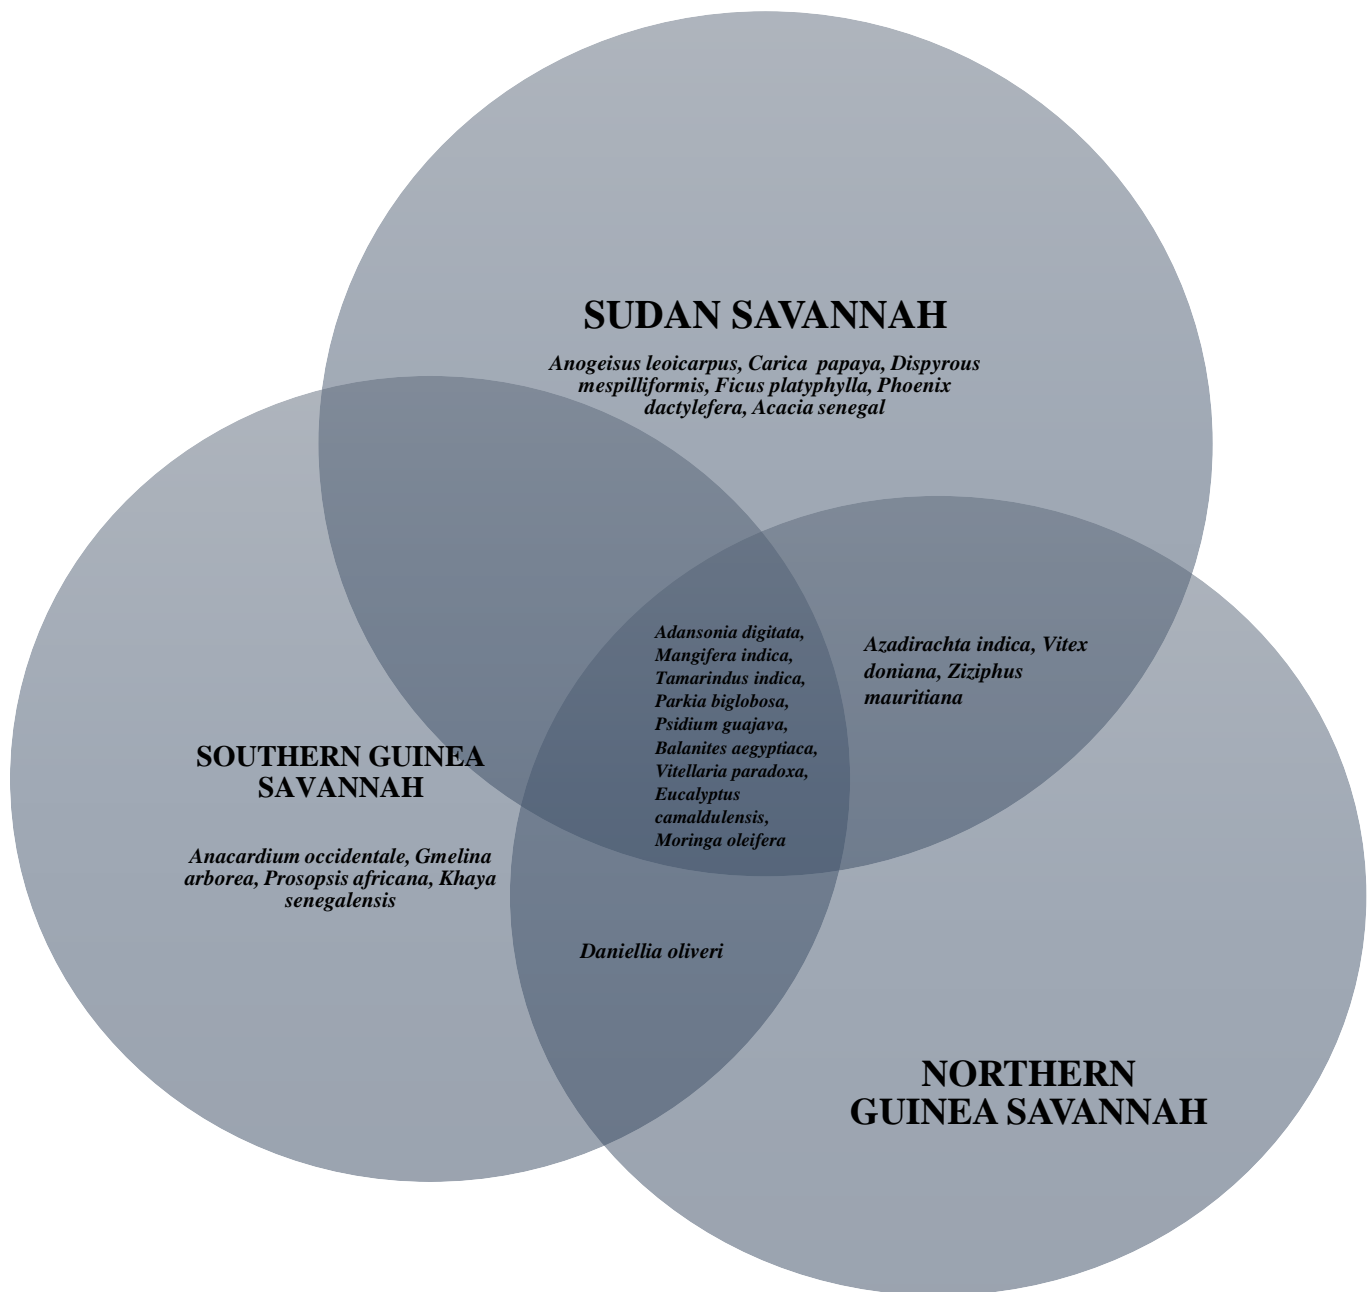 SUDAN SAVANNAH
Anogeisus leoicarpus, Carica papaya, Dispyrous
mespilliformis, Ficus platyphylla, Phoenix
dactylefera, Acacia senegal
Adansonia digitata,
Mangifera indica,
Tamarindus indica,
Parkia biglobosa,
Psidium guajava,
Balanites aegyptiaca,
Vitellaria paradoxa,
Eucalyptus
camaldulensis,
Moringa oleifera
Azadirachta indica, Vitex
doniana, Ziziphus
mauritiana
SOUTHERN GUINEA
SAVANNAH
Anacardium occidentale, Gmelina
arborea, Prosopsis africana, Khaya
senegalensis
Daniellia oliveri
NORTHERN
GUINEA SAVANNAH